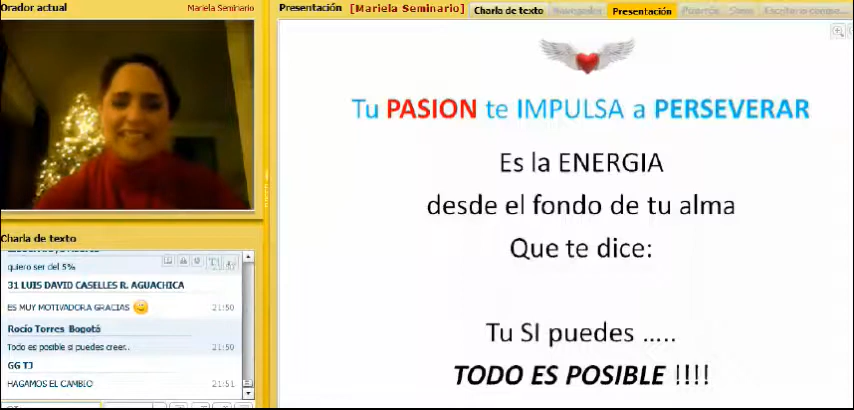 Orador actual
Mariela Seminario
Presentación [Mariela Seminario]
Charla de texto
Navegador
Presentación
Pizarrón
Escritorio
Tu PASION te IMPULSA a PERSEVERAR
Es la ENERGIA
desde el fondo de tu alma
Que te dice:
Tu SI puedes .....
TODO ES POSIBLE !!!!
Charla de texto
quiero ser del 5%
31 LUIS DAVID CASELLES R. AGUACHICA
ES MUY MOTIVADORA GRACIAS
21:50
Rocío Torres Bogotá
Todo es posible si puedes creer..
21:50
GG TJ
HAGAMOS EL CAMBIO
21:51